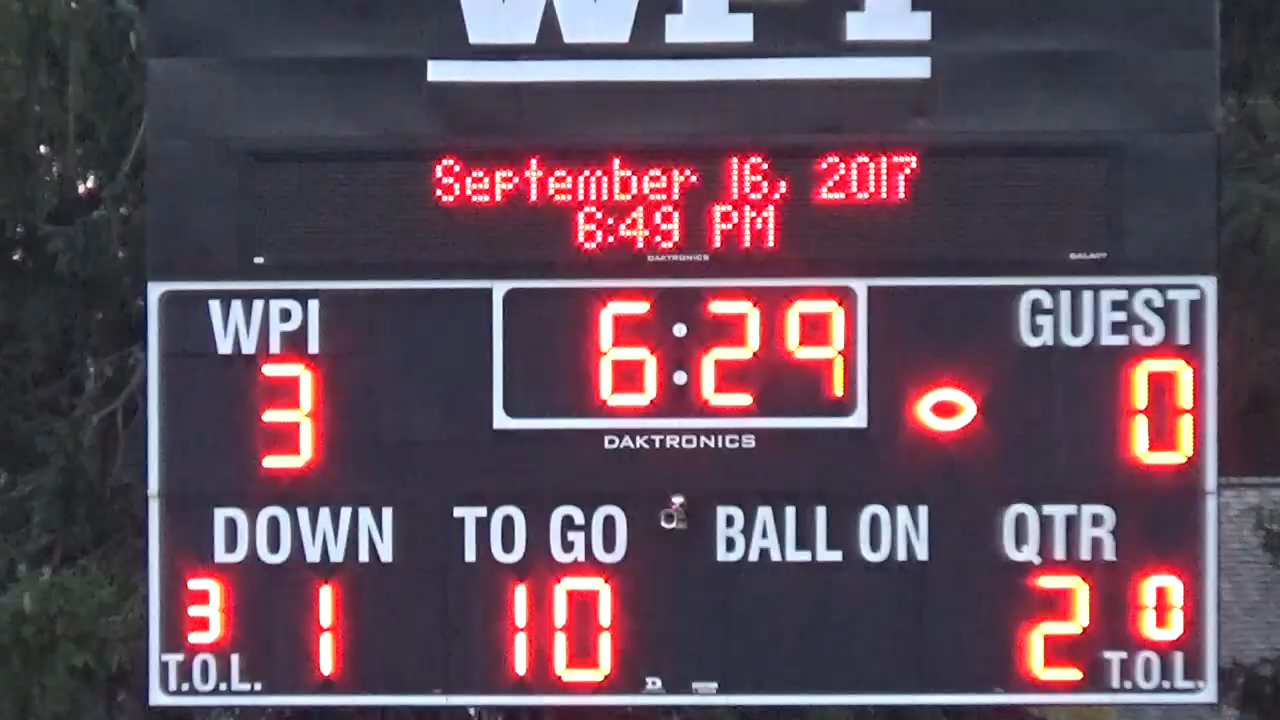 WPI
September 16, 2017
6:49 PM
DAKTRONICS
WPI 6:29 GUEST
3 0
DAKTRONICS
DOWN TO GO BALL ON QTR
3 1 10 2 0
T.O.L. T.O.L.